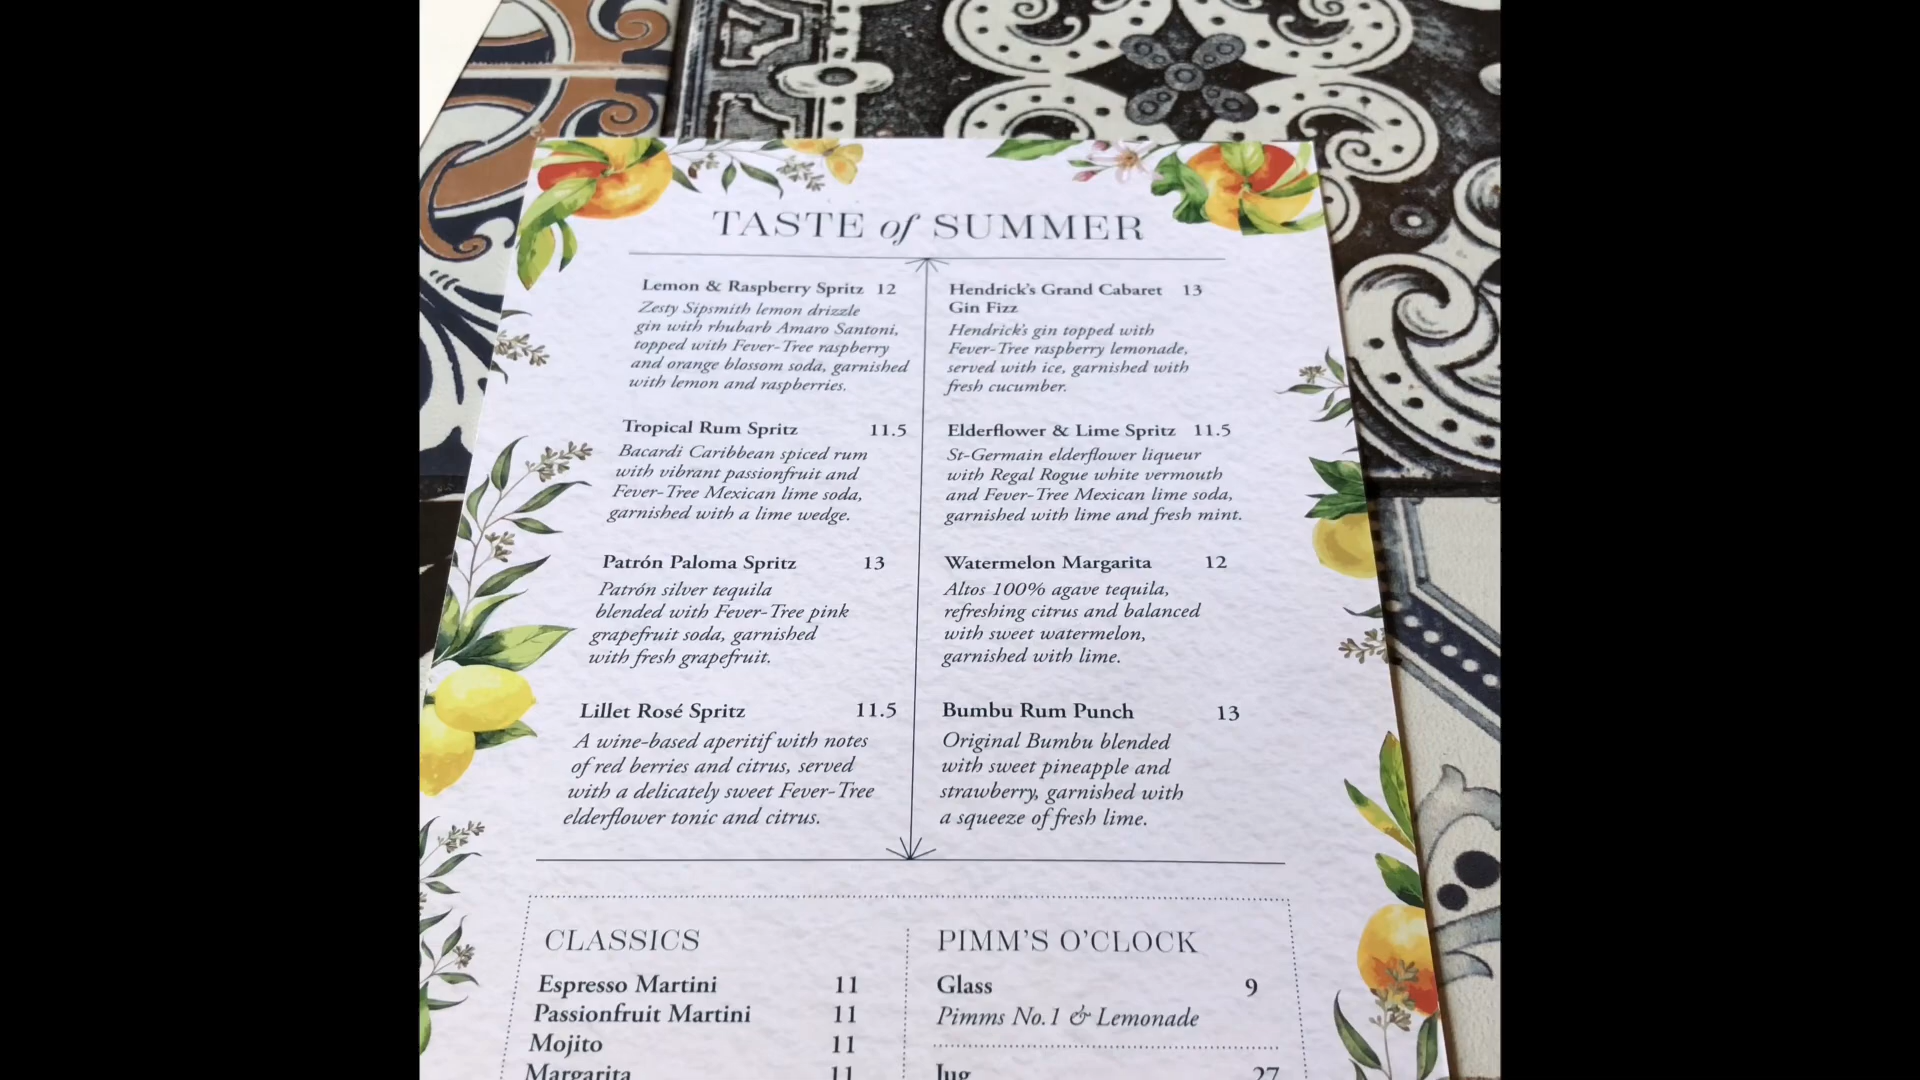 TASTE of SUMMER
Lemon & Raspberry Spritz 12
Zesty Sipsmith lemon drizzle
gin with rhubarb Amaro Santoni,
topped with Fever-Tree raspberry
and orange blossom soda, garnished
with lemon and raspberries.
Tropical Rum Spritz 11.5
Bacardi Caribbean spiced rum
with vibrant passionfruit and
Fever-Tree Mexican lime soda,
garnished with a lime wedge.
Patrón Paloma Spritz 13
Patrón silver tequila
blended with Fever-Tree pink
grapefruit soda, garnished
with fresh grapefruit.
Lillet Rosé Spritz 11.5
A wine-based aperitif with notes
of red berries and citrus, served
with a delicately sweet Fever-Tree
elderflower tonic and citrus.
Hendrick's Grand Cabaret 13
Gin Fizz
Hendrick's gin topped with
Fever-Tree raspberry lemonade,
served with ice, garnished with
fresh cucumber.
Elderflower & Lime Spritz 11.5
St-Germain elderflower liqueur
with Regal Rogue white vermouth
and Fever-Tree Mexican lime soda,
garnished with lime and fresh mint.
Watermelon Margarita 12
Altos 100% agave tequila,
refreshing citrus and balanced
with sweet watermelon,
garnished with lime.
Bumbu Rum Punch 13
Original Bumbu blended
with sweet pineapple and
strawberry, garnished with
a squeeze of fresh lime.
CLASSICS
Espresso Martini 11
Passionfruit Martini 11
Mojito 11
Margarita 11
PIMM'S O'CLOCK
Glass 9
Pimms No.1 & Lemonade
Jug 27